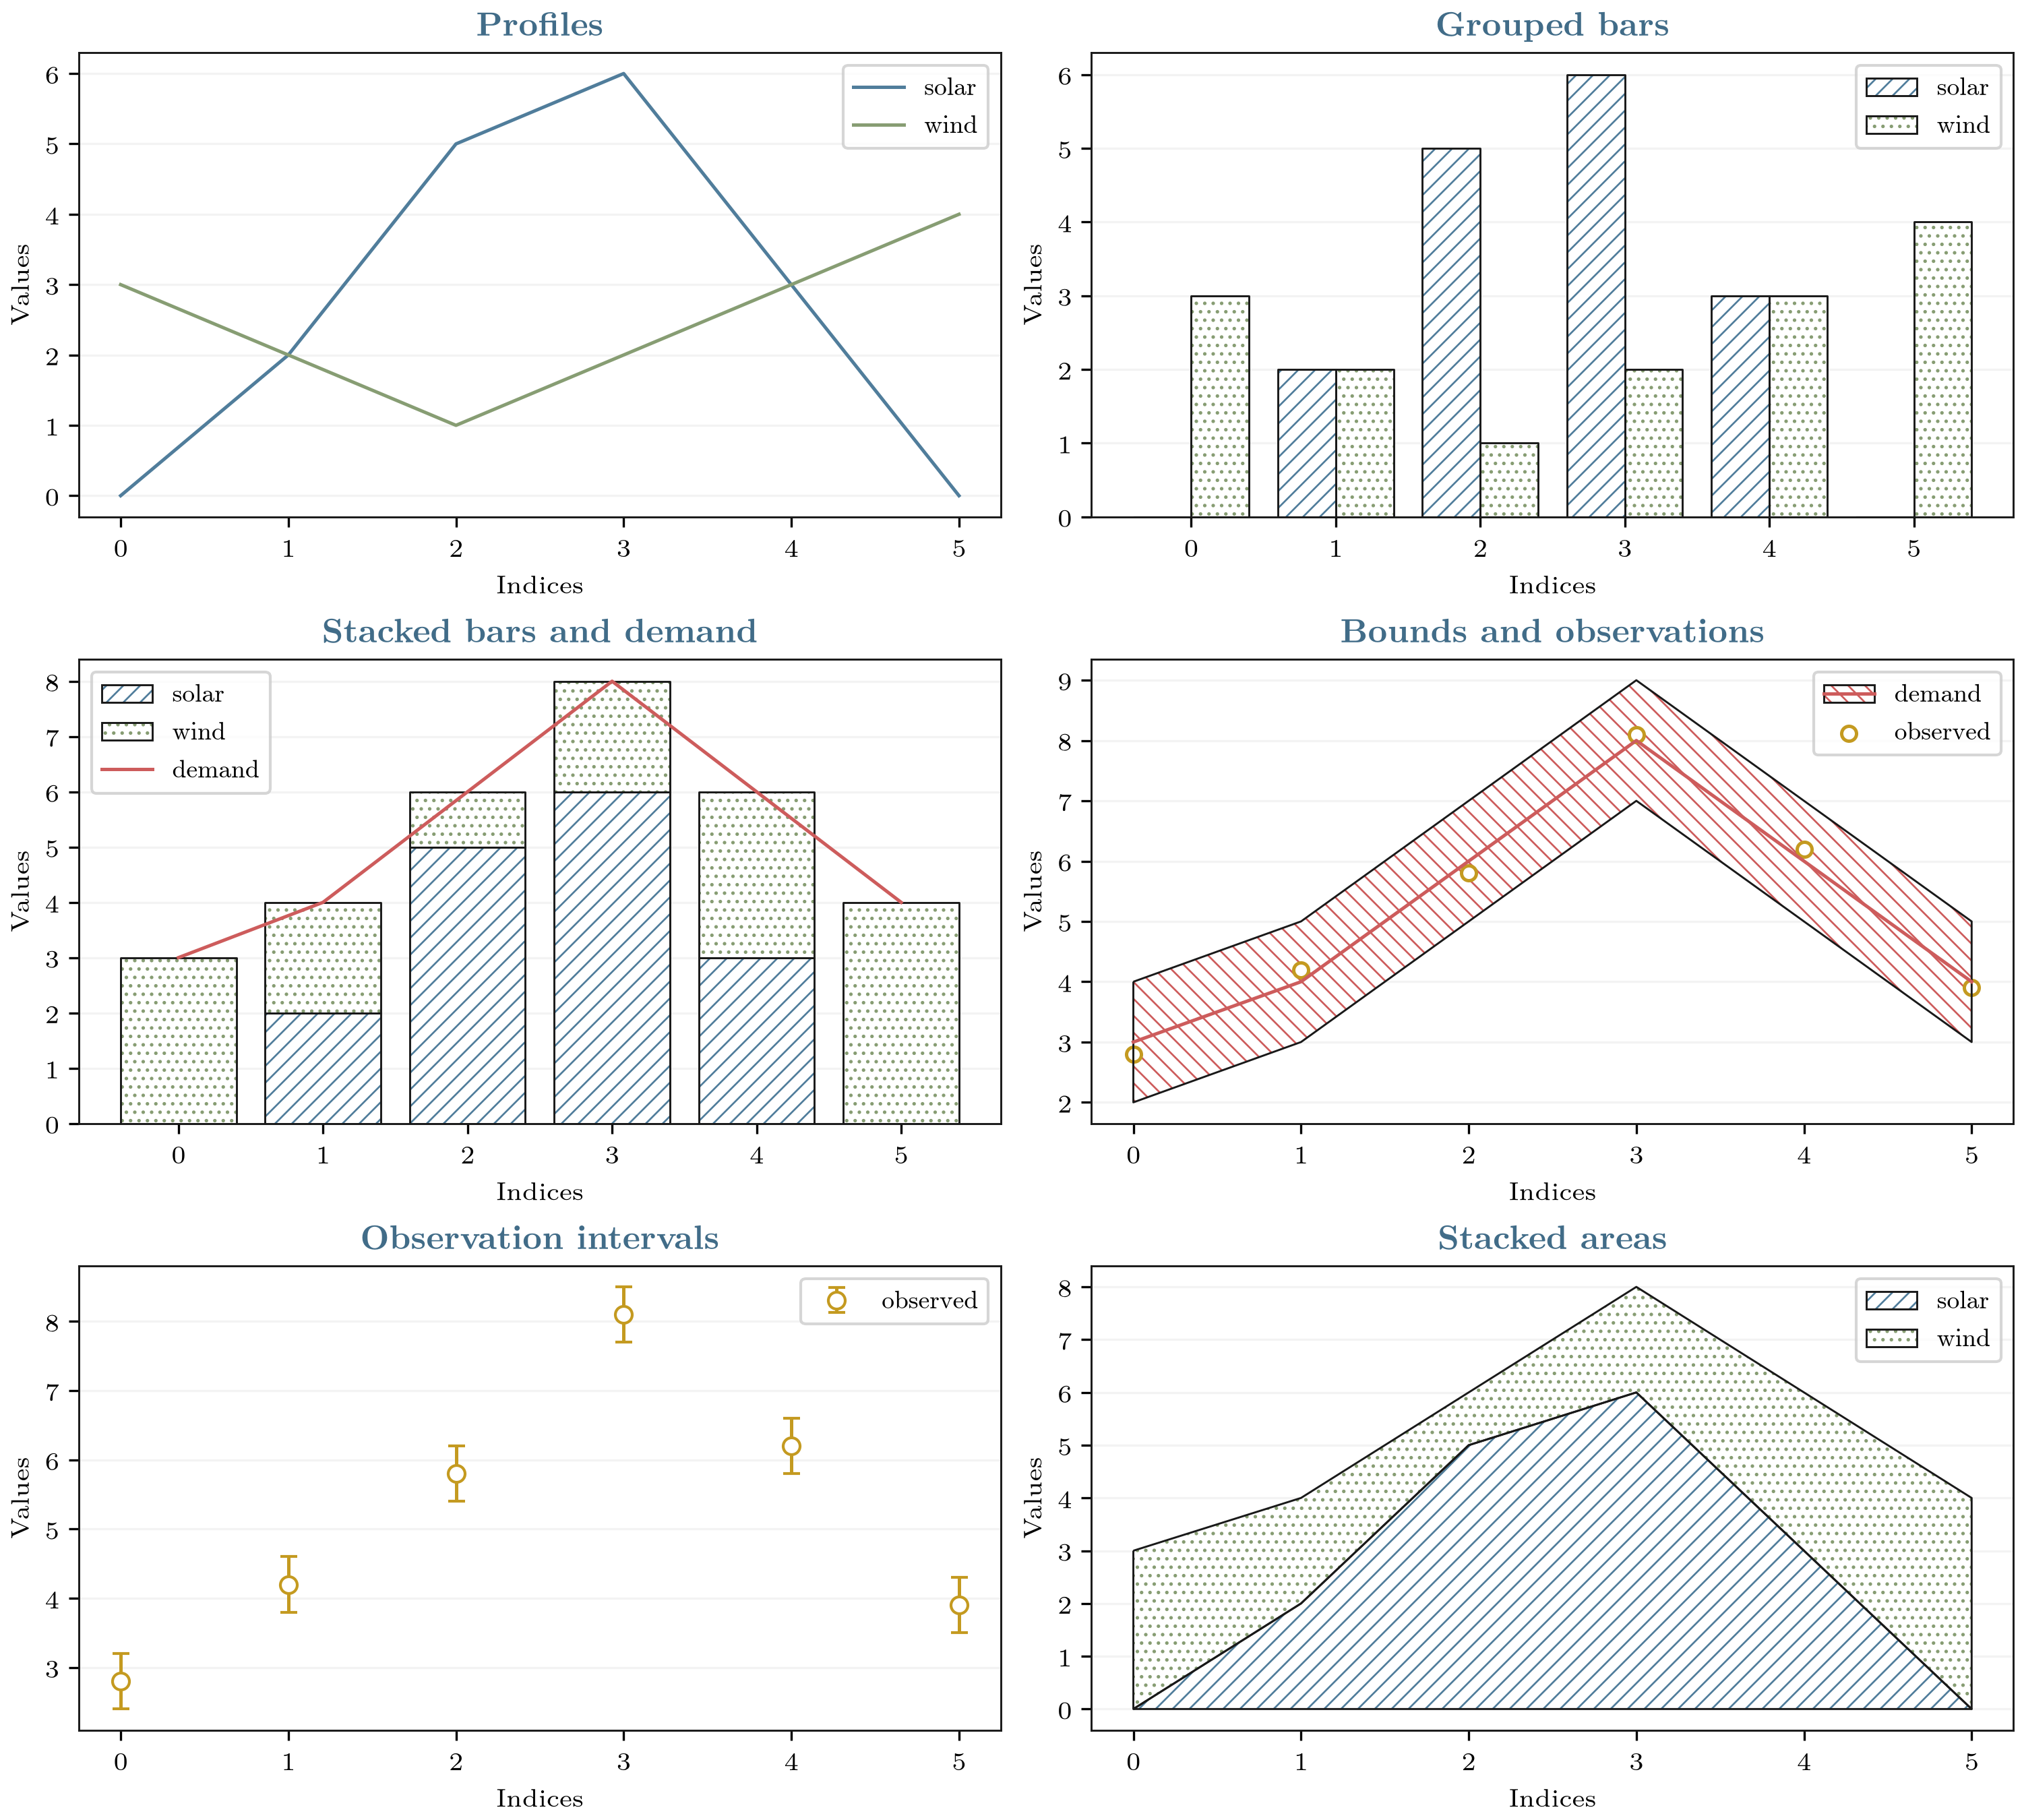 Profiles
6
5
4
3
2
1
0
Values
0 1 2 3 4 5
Indices
solar
wind
Grouped bars
6
5
4
3
2
1
0
Values
0 1 2 3 4 5
Indices
solar
wind
Stacked bars and demand
8
7
6
5
4
3
2
1
0
Values
0 1 2 3 4 5
Indices
solar
wind
demand
Bounds and observations
9
8
7
6
5
4
3
2
Values
0 1 2 3 4 5
Indices
demand
observed
Observation intervals
8
7
6
5
4
3
Values
0 1 2 3 4 5
Indices
observed
Stacked areas
8
7
6
5
4
3
2
1
0
Values
0 1 2 3 4 5
Indices
solar
wind